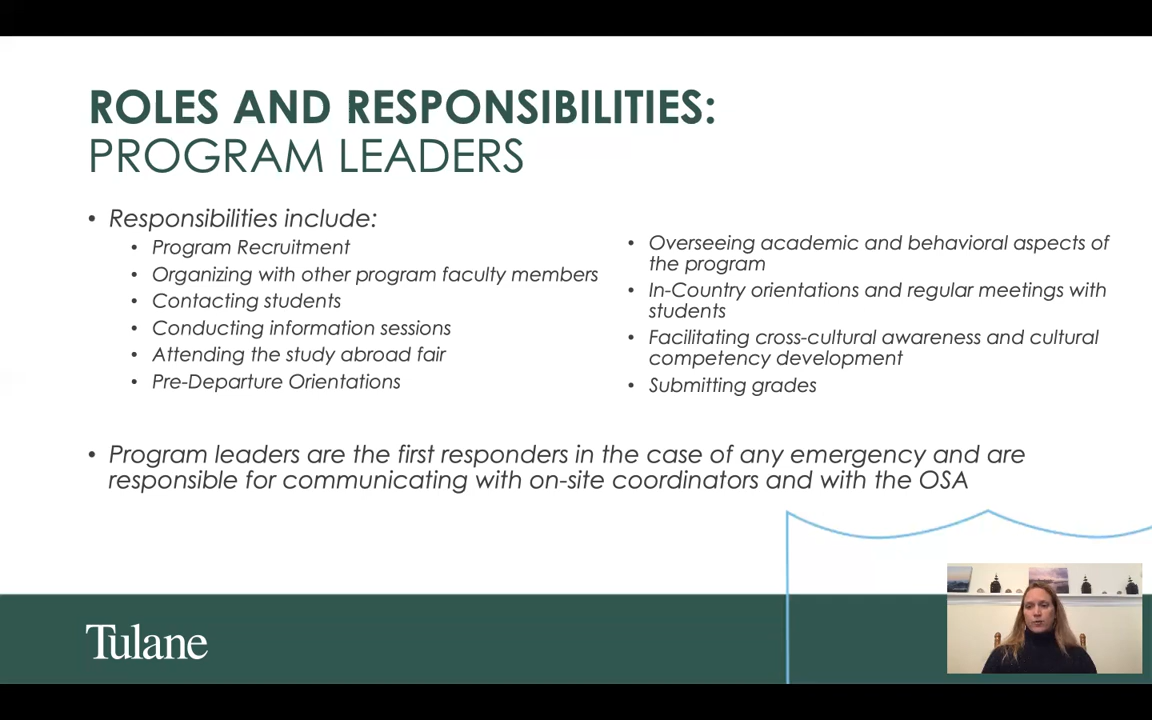 ROLES AND RESPONSIBILITIES:
PROGRAM LEADERS
• Responsibilities include:
• Program Recruitment
• Organizing with other program faculty members
• Contacting students
• Conducting information sessions
• Attending the study abroad fair
• Pre-Departure Orientations
• Overseeing academic and behavioral aspects of
the program
• In-Country orientations and regular meetings with
students
• Facilitating cross-cultural awareness and cultural
competency development
• Submitting grades
• Program leaders are the first responders in the case of any emergency and are
responsible for communicating with on-site coordinators and with the OSA
Tulane